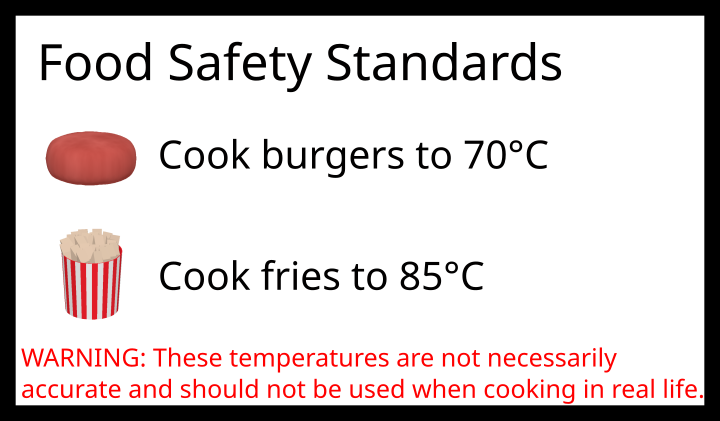 Food Safety Standards
Cook burgers to 70°C
Cook fries to 85°C
WARNING: These temperatures are not necessarily
accurate and should not be used when cooking in real life.